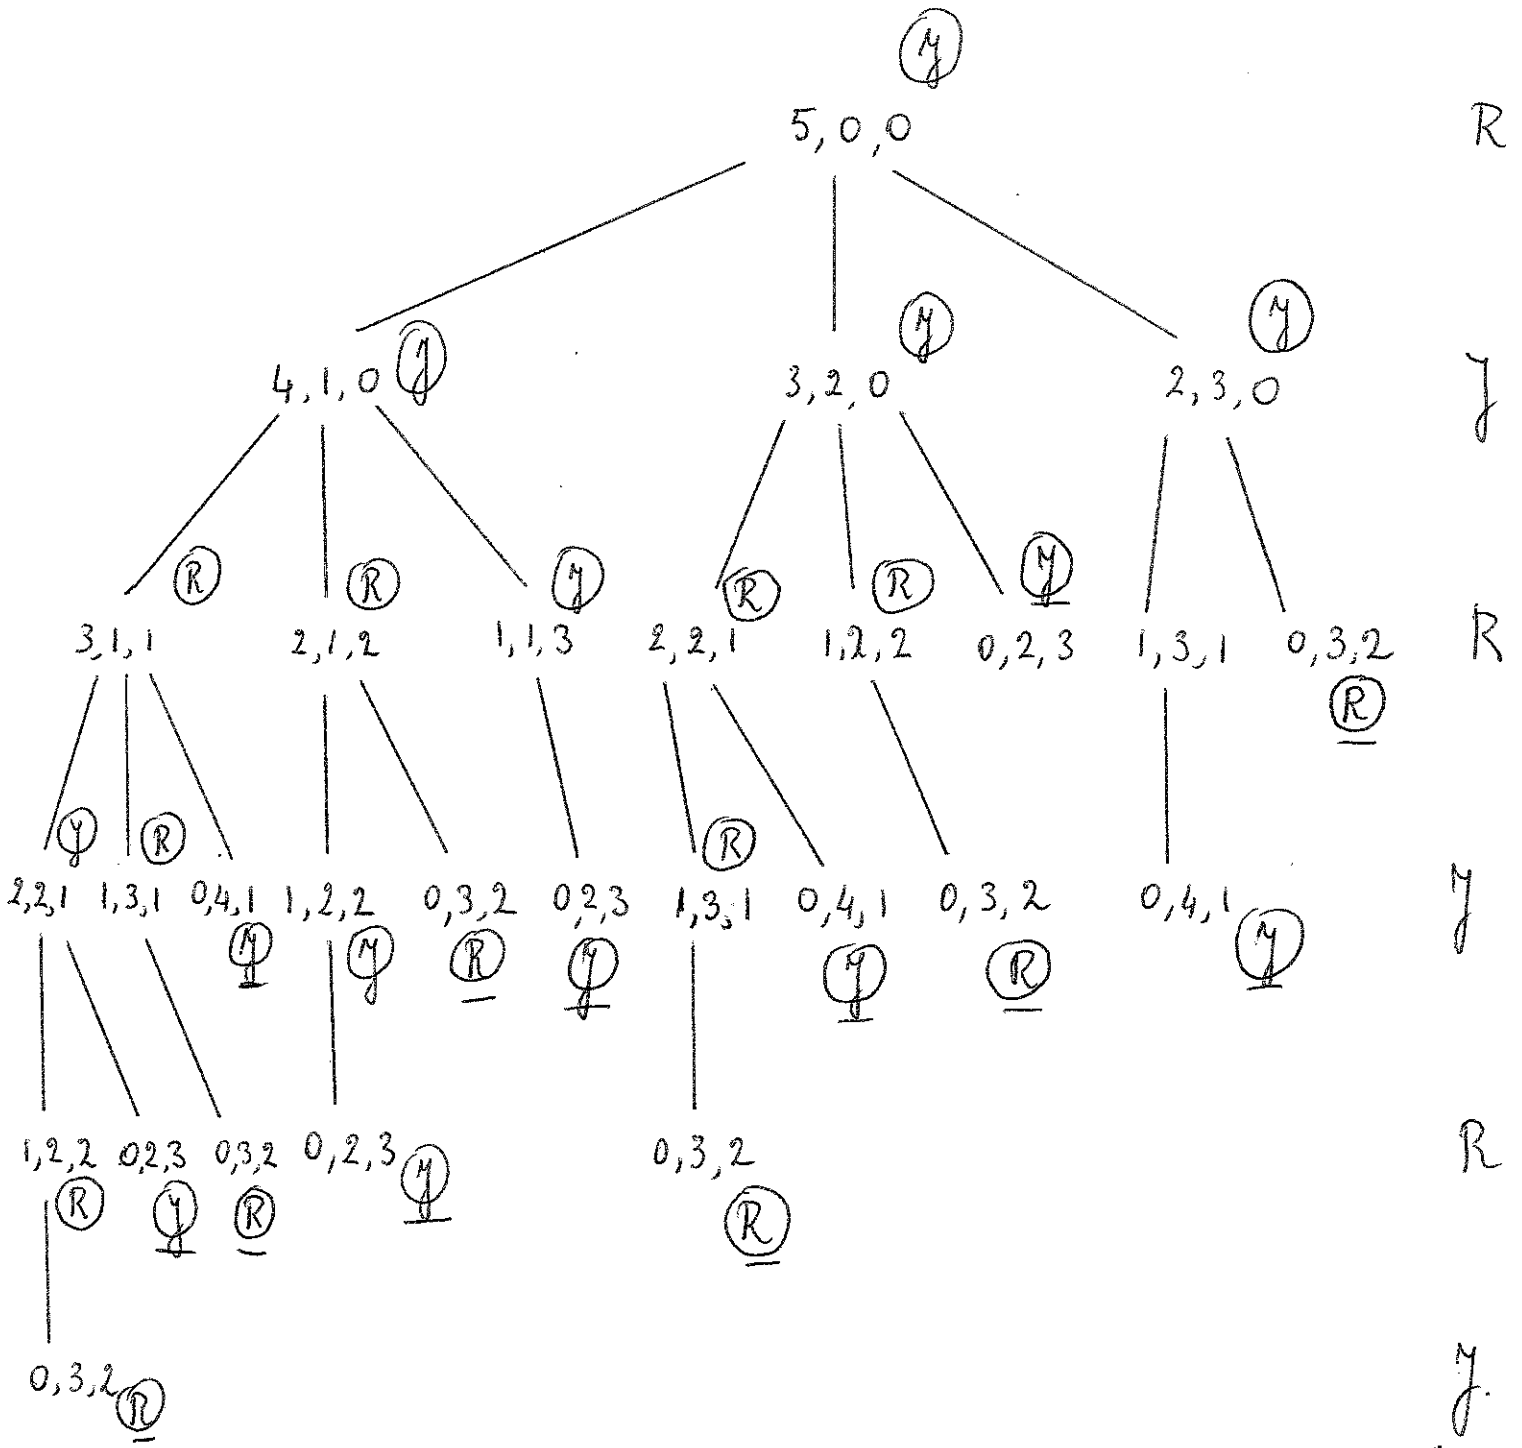 J
5,0,0 R
J J
4,1,0 J 3,2,0 2,3,0 J
R R J R R J
3,1,1 2,1,2 1,1,3 2,2,1 1,2,2 0,2,3 1,3,1 0,3,2 R
R
J R R
2,2,1 1,3,1 0,4,1 1,2,2 0,3,2 0,2,3 1,3,1 0,4,1 0,3,2 0,4,1 J
J J R J J R J
1,2,2 0,2,3 0,3,2 0,2,3 0,3,2 R
R J R J R
0,3,2 R J.